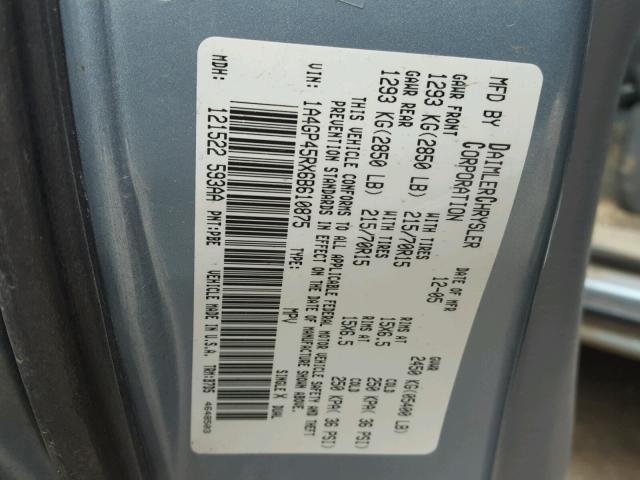 MFD BY DAIMLERCHRYSLER CORPORATION
DATE OF MFR 12-05
GVWR 2450 KG(05400 LB)
GAWR FRONT WITH TIRES RIMS AT COLD
1293 KG(2850 LB) 215/70R15 15X6.5 250 KPA( 36 PSI)
GAWR REAR WITH TIRES RIMS AT COLD
1293 KG(2850 LB) 215/70R15 15X6.5 250 KPA( 36 PSI)
THIS VEHICLE CONFORMS TO ALL APPLICABLE FEDERAL MOTOR VEHICLE SAFETY AND THEFT
PREVENTION STANDARDS IN EFFECT ON THE DATE OF MANUFACTURE SHOWN ABOVE.
VIN: 1A4GP45RX6B610875 TYPE: MPV SINGLE X DUAL
MDH: 121522 593AA PNT:PBE VEHICLE MADE IN U.S.A. 4648503